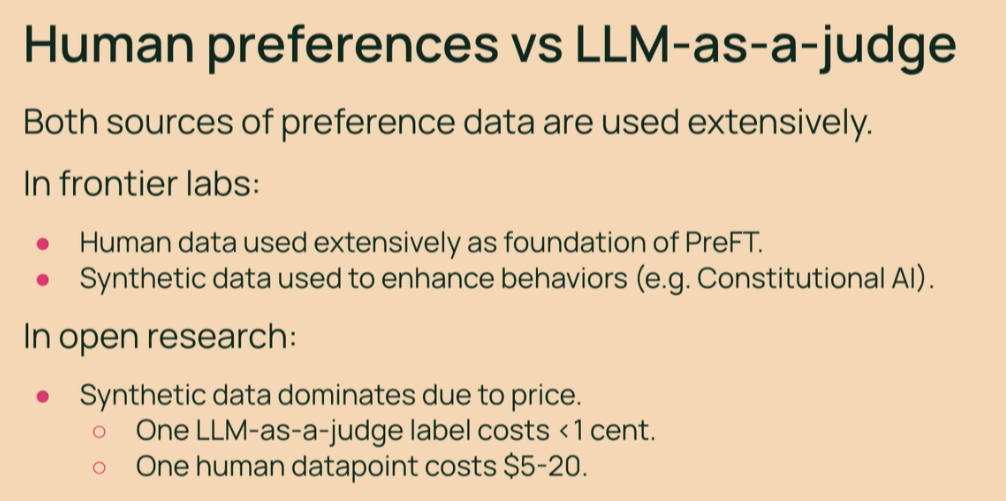 Human preferences vs LLM-as-a-judge
Both sources of preference data are used extensively.
In frontier labs:
● Human data used extensively as foundation of PreFT.
● Synthetic data used to enhance behaviors (e.g. Constitutional AI).
In open research:
● Synthetic data dominates due to price.
○ One LLM-as-a-judge label costs <1 cent.
○ One human datapoint costs $5-20.